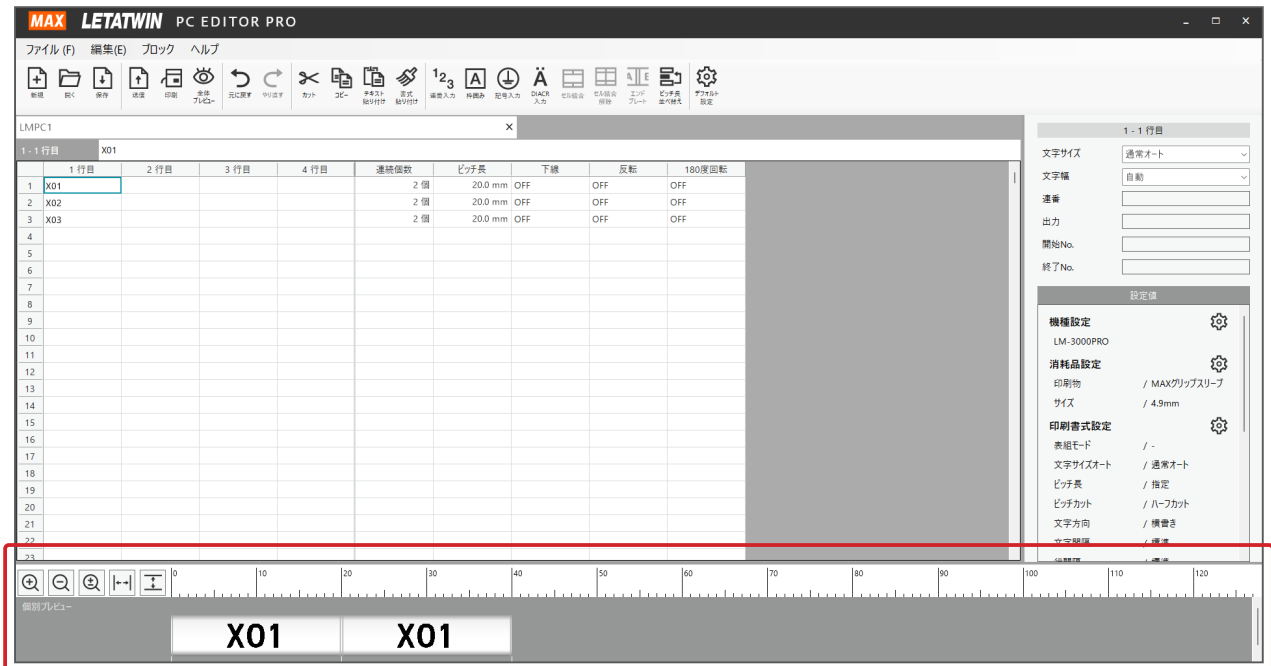 MAX LETATWIN PC EDITOR PRO
ファイル (F) 編集(E) ブロック ヘルプ
新規 開く 保存 送信 印刷 全体プレビュー 元に戻す やり直す カット コピー テキスト貼り付け 書式貼り付け 連番入力 枠囲み 記号入力 DIACR入力 セル結合 セル結合解除 エンドプレート ピッチ長並べ替え デフォルト設定
LMPC1 ×
1 - 1 行目 X01
1 行目 2 行目 3 行目 4 行目 連続個数 ピッチ長 下線 反転 180度回転
1 X01 2 個 20.0 mm OFF OFF OFF
2 X02 2 個 20.0 mm OFF OFF OFF
3 X03 2 個 20.0 mm OFF OFF OFF
4
5
6
7
8
9
10
11
12
13
14
15
16
17
18
19
20
21
22
23
1 - 1 行目
文字サイズ 通常オート
文字幅 自動
連番
出力
開始No.
終了No.
設定値
機種設定
LM-3000PRO
消耗品設定
印刷物 / MAXグリップスリーブ
サイズ / 4.9mm
印刷書式設定
表組モード / -
文字サイズオート / 通常オート
ピッチ長 / 指定
ピッチカット / ハーフカット
文字方向 / 横書き
文字間隔 / 標準
0 10 20 30 40 50 60 70 80 90 100 110 120
個別プレビュー
X01 X01